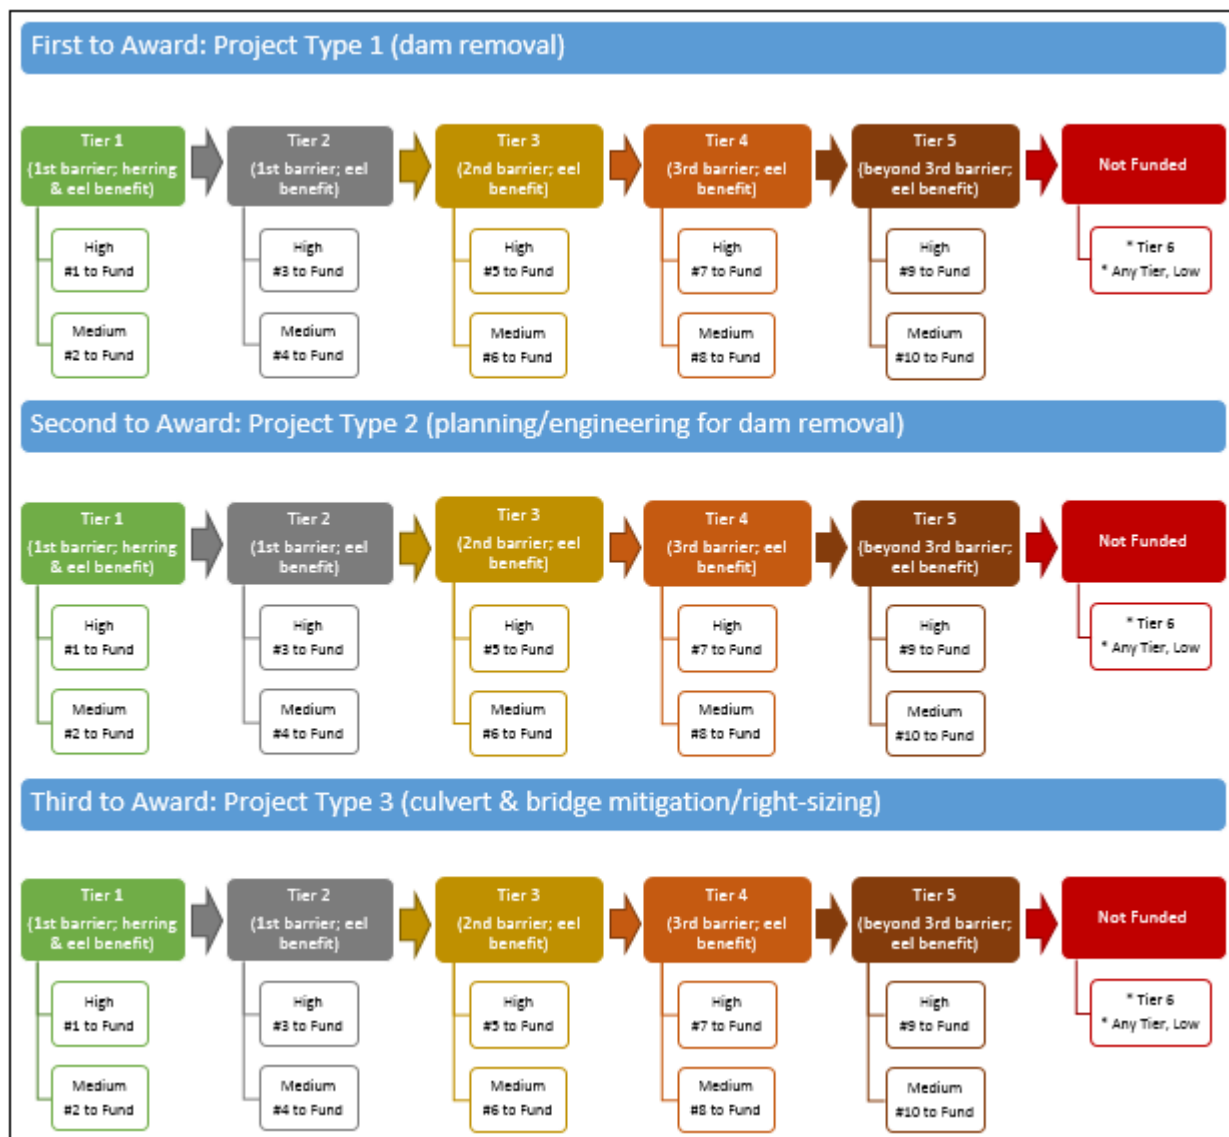 First to Award: Project Type 1 (dam removal)
Tier 1
(1st barrier; herring
& eel benefit)
High
#1 to Fund
Medium
#2 to Fund
Tier 2
(1st barrier; eel
benefit)
High
#3 to Fund
Medium
#4 to Fund
Tier 3
(2nd barrier; eel
benefit)
High
#5 to Fund
Medium
#6 to Fund
Tier 4
(3rd barrier; eel
benefit)
High
#7 to Fund
Medium
#8 to Fund
Tier 5
(beyond 3rd barrier;
eel benefit)
High
#9 to Fund
Medium
#10 to Fund
Not Funded
* Tier 6
* Any Tier, Low
Second to Award: Project Type 2 (planning/engineering for dam removal)
Tier 1
(1st barrier; herring
& eel benefit)
High
#1 to Fund
Medium
#2 to Fund
Tier 2
(1st barrier; eel
benefit)
High
#3 to Fund
Medium
#4 to Fund
Tier 3
(2nd barrier; eel
benefit)
High
#5 to Fund
Medium
#6 to Fund
Tier 4
(3rd barrier; eel
benefit)
High
#7 to Fund
Medium
#8 to Fund
Tier 5
(beyond 3rd barrier;
eel benefit)
High
#9 to Fund
Medium
#10 to Fund
Not Funded
* Tier 6
* Any Tier, Low
Third to Award: Project Type 3 (culvert & bridge mitigation/right-sizing)
Tier 1
(1st barrier; herring
& eel benefit)
High
#1 to Fund
Medium
#2 to Fund
Tier 2
(1st barrier; eel
benefit)
High
#3 to Fund
Medium
#4 to Fund
Tier 3
(2nd barrier; eel
benefit)
High
#5 to Fund
Medium
#6 to Fund
Tier 4
(3rd barrier; eel
benefit)
High
#7 to Fund
Medium
#8 to Fund
Tier 5
(beyond 3rd barrier;
eel benefit)
High
#9 to Fund
Medium
#10 to Fund
Not Funded
* Tier 6
* Any Tier, Low